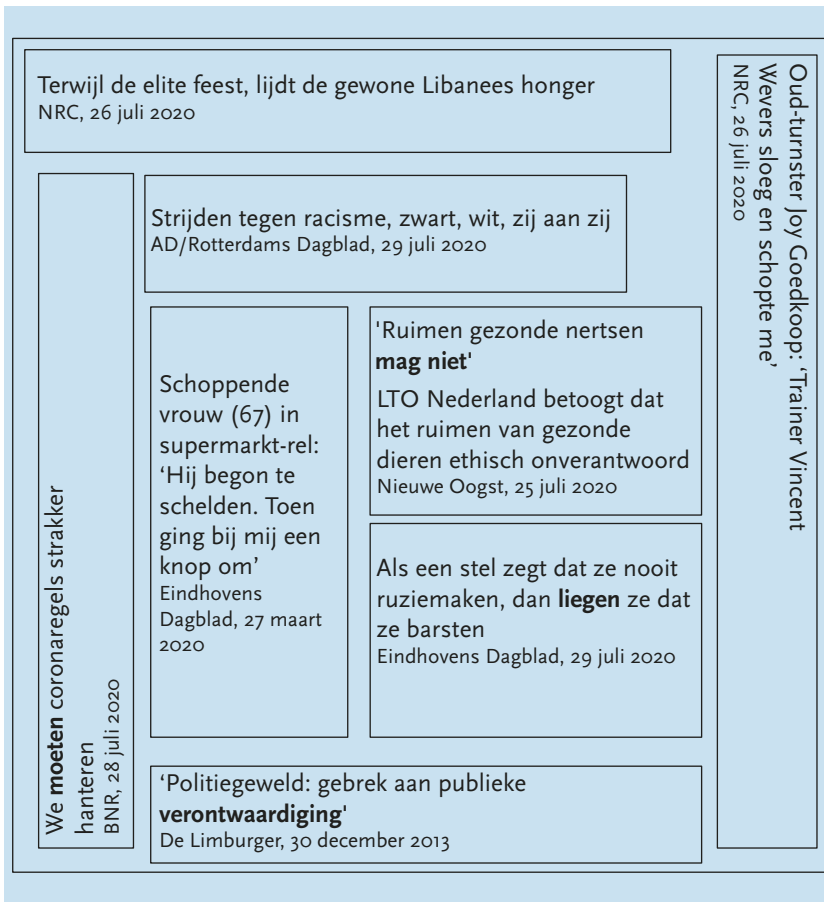 Terwijl de elite feest, lijdt de gewone Libanees honger
NRC, 26 juli 2020
Oud-turnster Joy Goedkoop: ‘Trainer Vincent
Wevers sloeg en schopte me’
NRC, 26 juli 2020
Strijden tegen racisme, zwart, wit, zij aan zij
AD/Rotterdams Dagblad, 29 juli 2020
We moeten coronaregels strakker
hanteren
BNR, 28 juli 2020
Schoppende
vrouw (67) in
supermarkt-rel:
‘Hij begon te
schelden. Toen
ging bij mij een
knop om’
Eindhovens
Dagblad, 27 maart
2020
'Ruimen gezonde nertsen
mag niet'
LTO Nederland betoogt dat
het ruimen van gezonde
dieren ethisch onverantwoord
Nieuwe Oogst, 25 juli 2020
Als een stel zegt dat ze nooit
ruziemaken, dan liegen ze dat
ze barsten
Eindhovens Dagblad, 29 juli 2020
‘Politiegeweld: gebrek aan publieke
verontwaardiging'
De Limburger, 30 december 2013